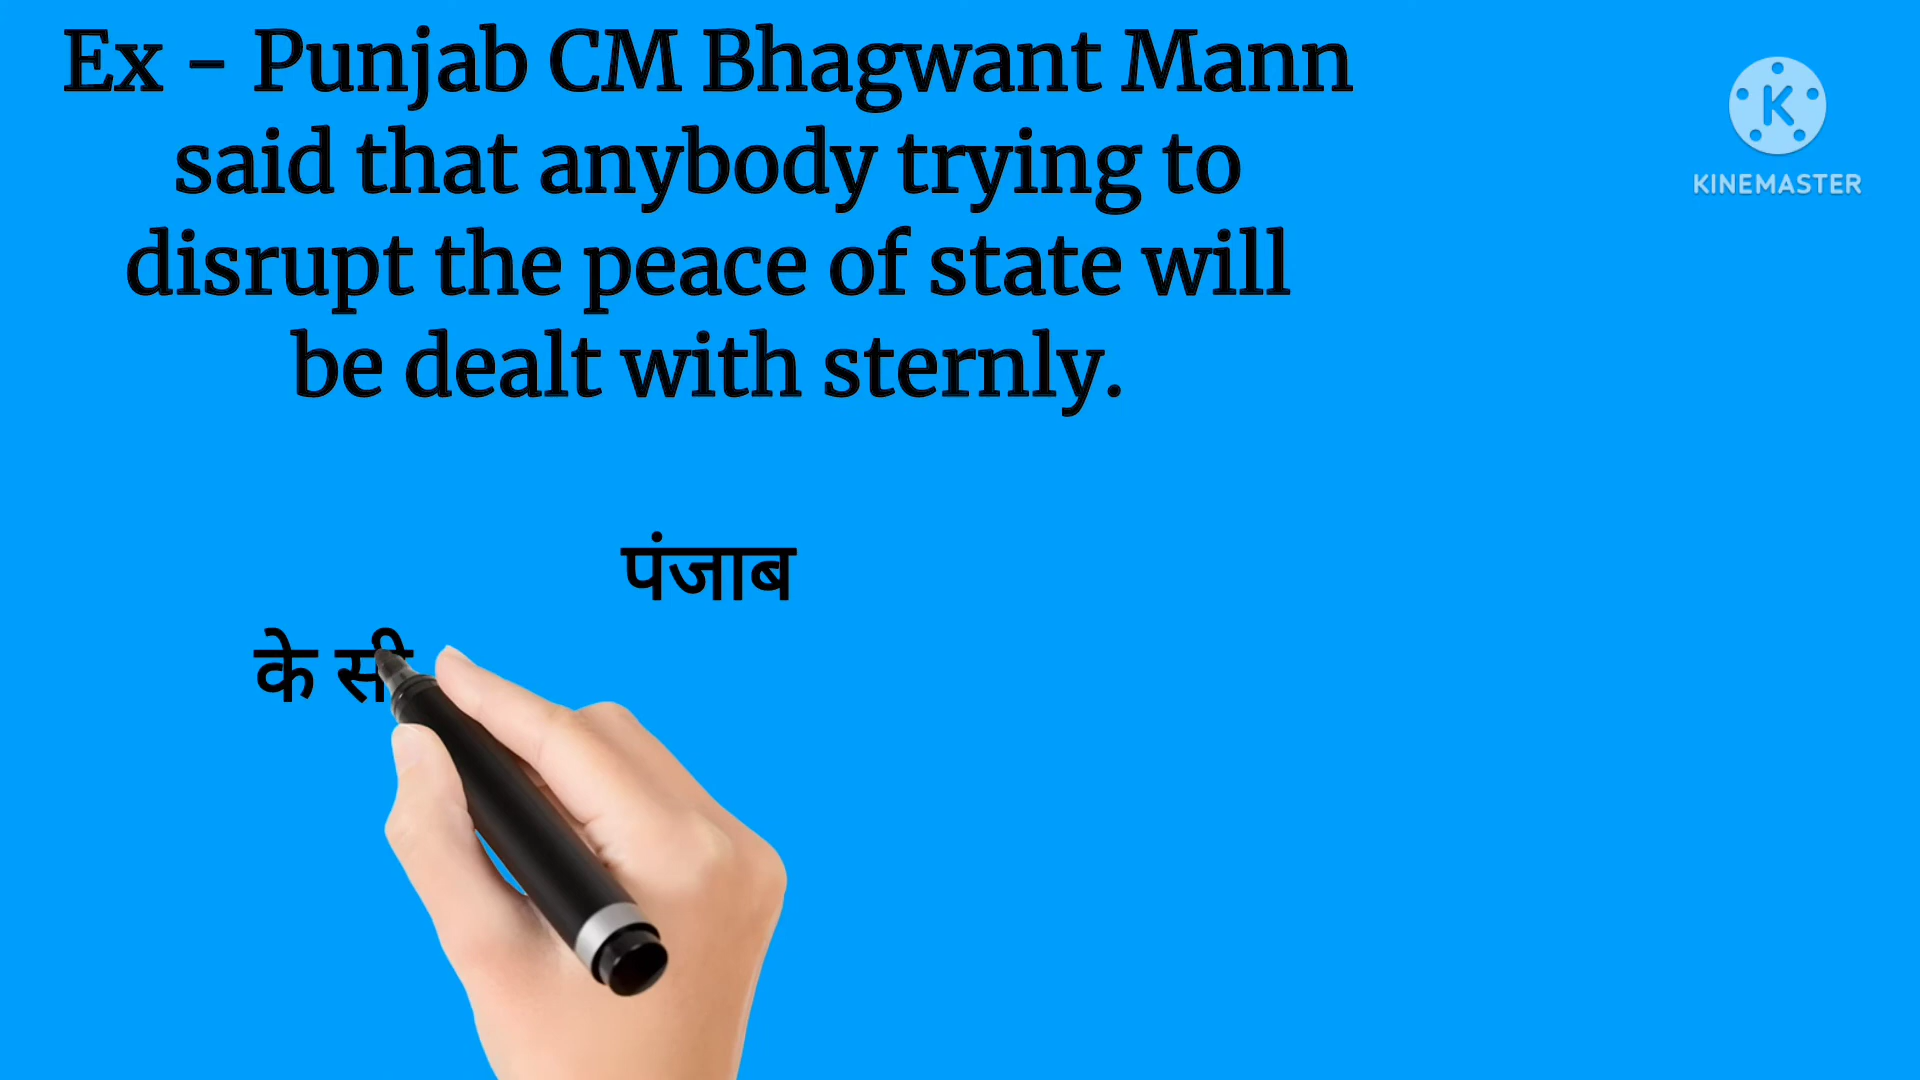 Ex - Punjab CM Bhagwant Mann
said that anybody trying to
disrupt the peace of state will
be dealt with sternly.
KINEMASTER
पंजाब
के सी